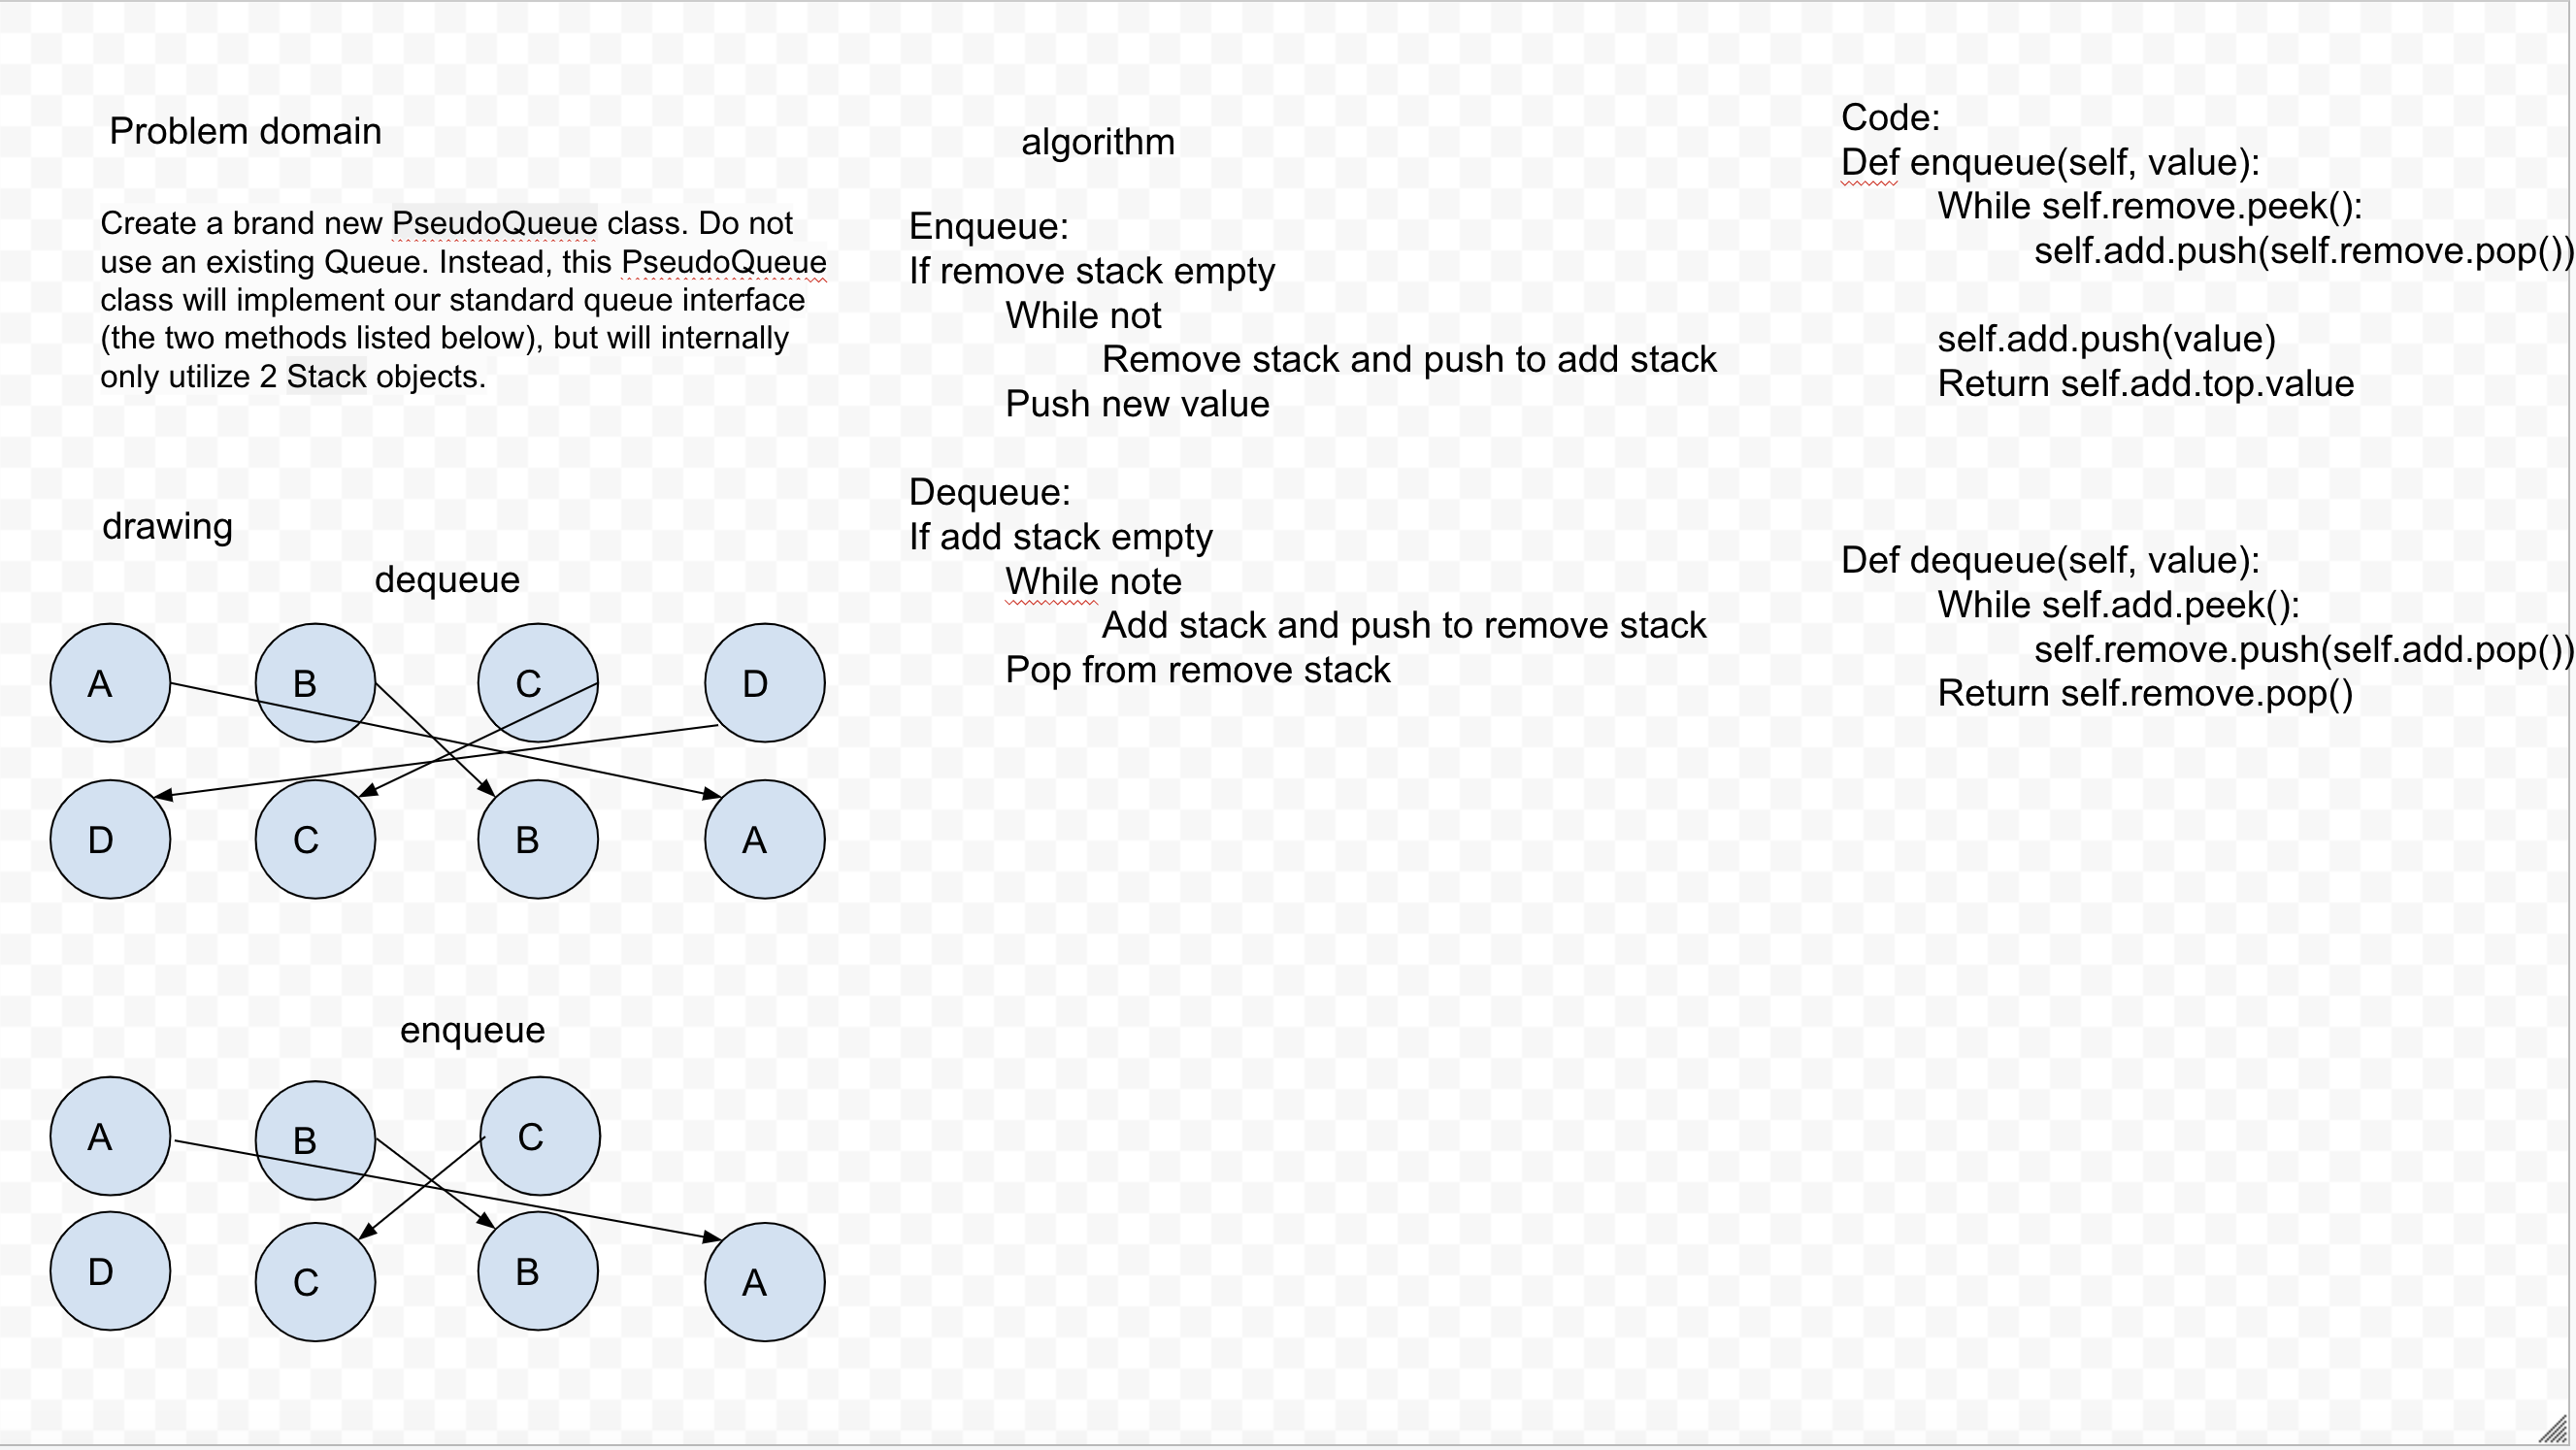 Problem domain
Create a brand new PseudoQueue class. Do not
use an existing Queue. Instead, this PseudoQueue
class will implement our standard queue interface
(the two methods listed below), but will internally
only utilize 2 Stack objects.
drawing
dequeue
A B C D
D C B A
enqueue
A B C
D C B A
algorithm
Enqueue:
If remove stack empty
While not
Remove stack and push to add stack
Push new value
Dequeue:
If add stack empty
While note
Add stack and push to remove stack
Pop from remove stack
Code:
Def enqueue(self, value):
While self.remove.peek():
self.add.push(self.remove.pop())
self.add.push(value)
Return self.add.top.value
Def dequeue(self, value):
While self.add.peek():
self.remove.push(self.add.pop())
Return self.remove.pop()